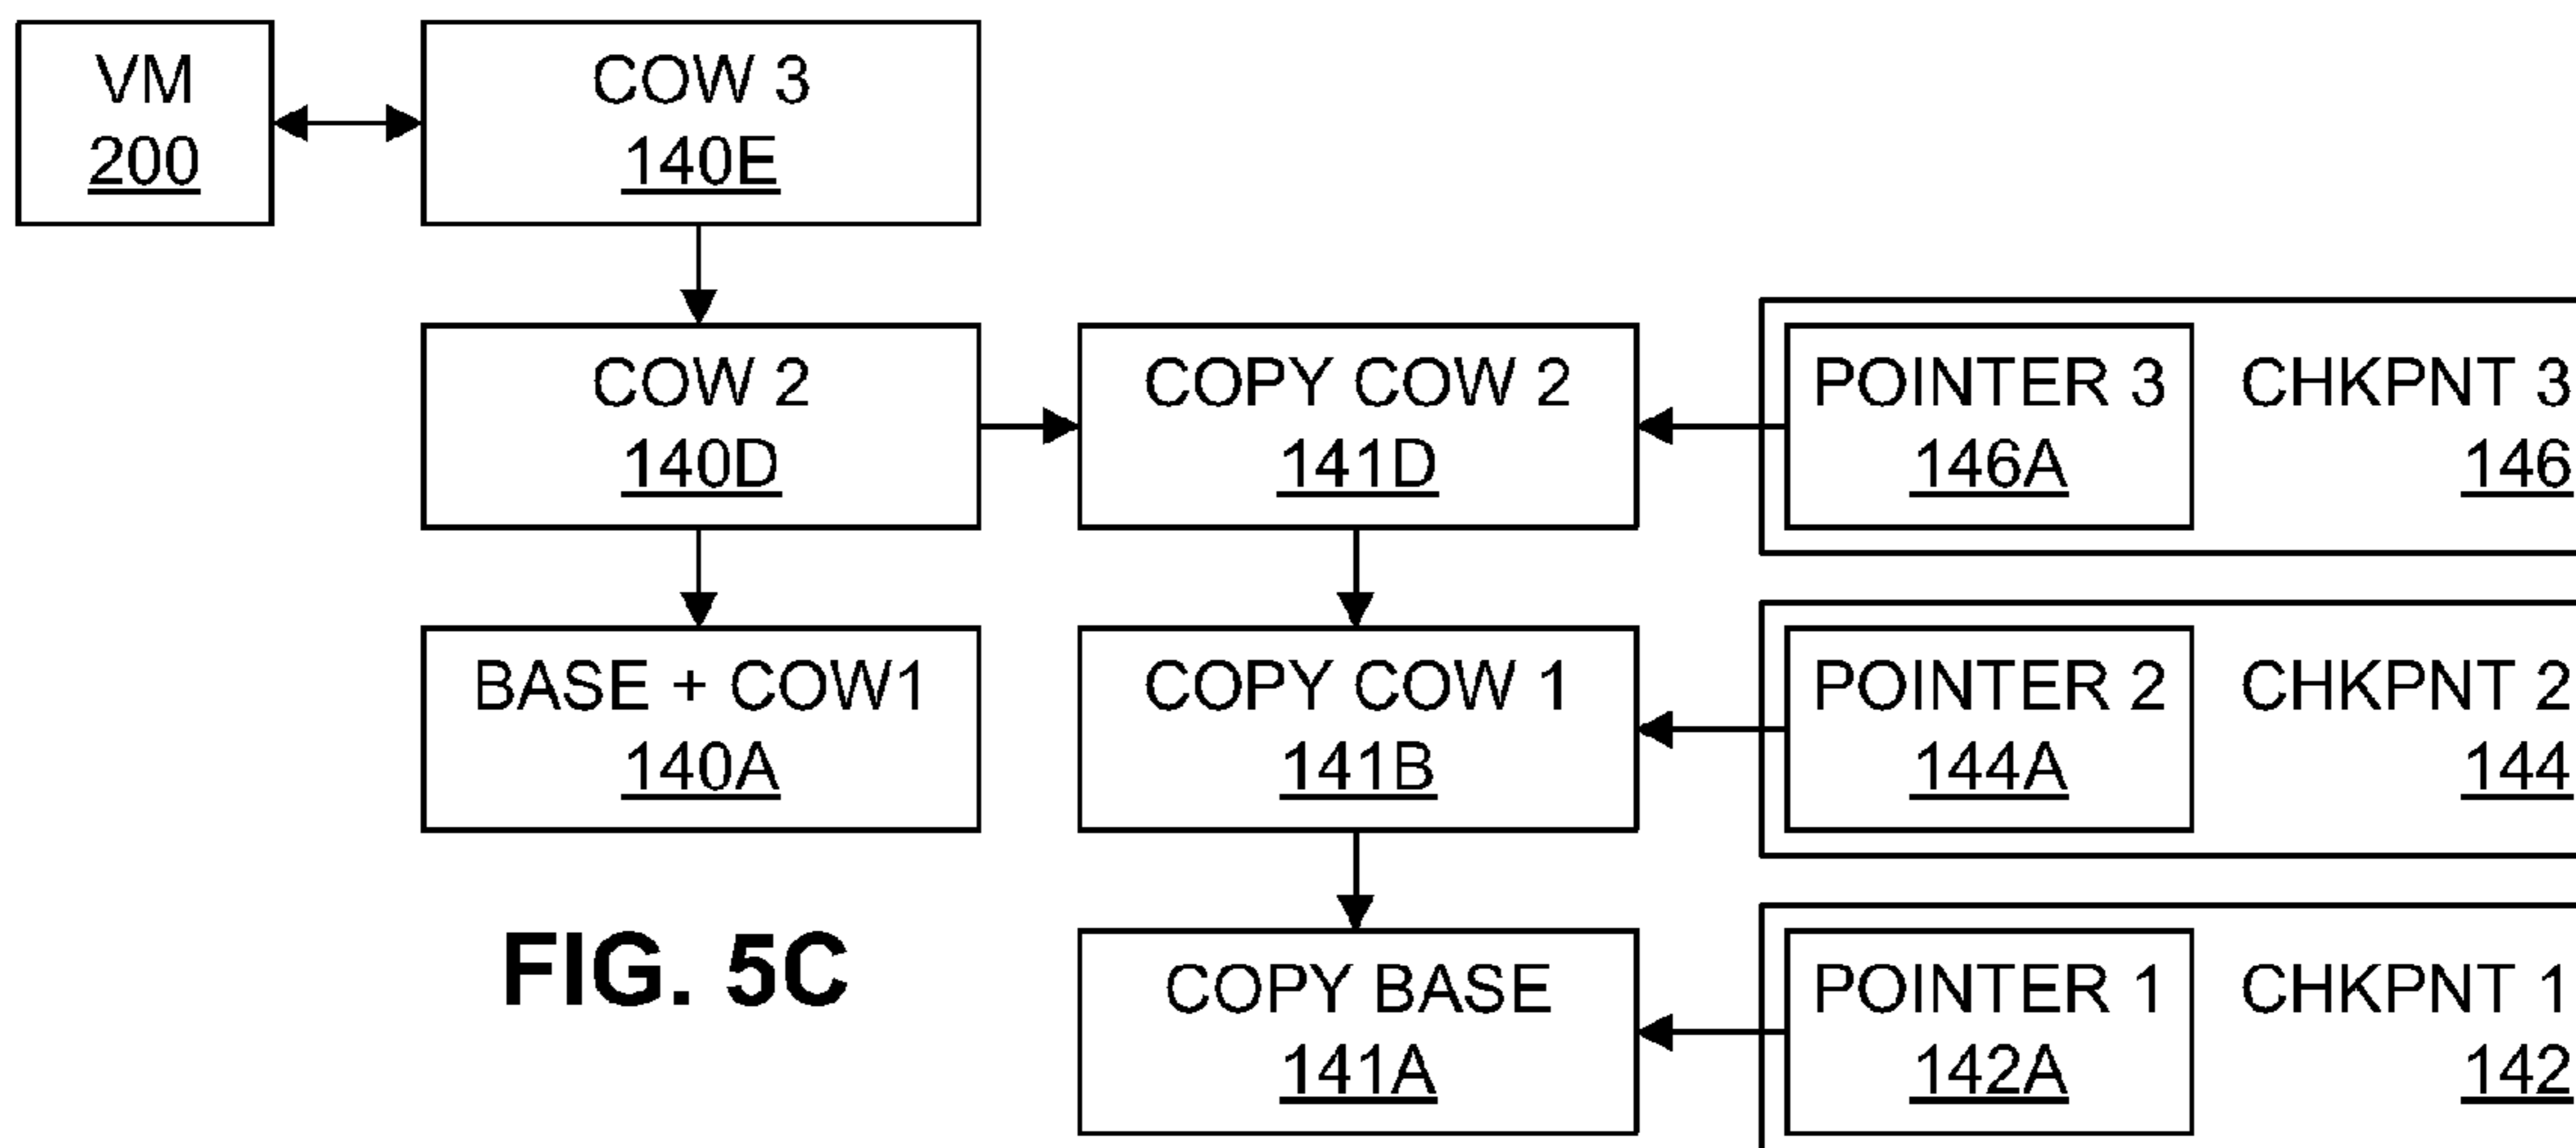 VM
200
COW 3
140E
COW 2
140D
COPY COW 2
141D
POINTER 3
146A
CHKPNT 3
146
BASE + COW1
140A
COPY COW 1
141B
POINTER 2
144A
CHKPNT 2
144
FIG. 5C
COPY BASE
141A
POINTER 1
142A
CHKPNT 1
142